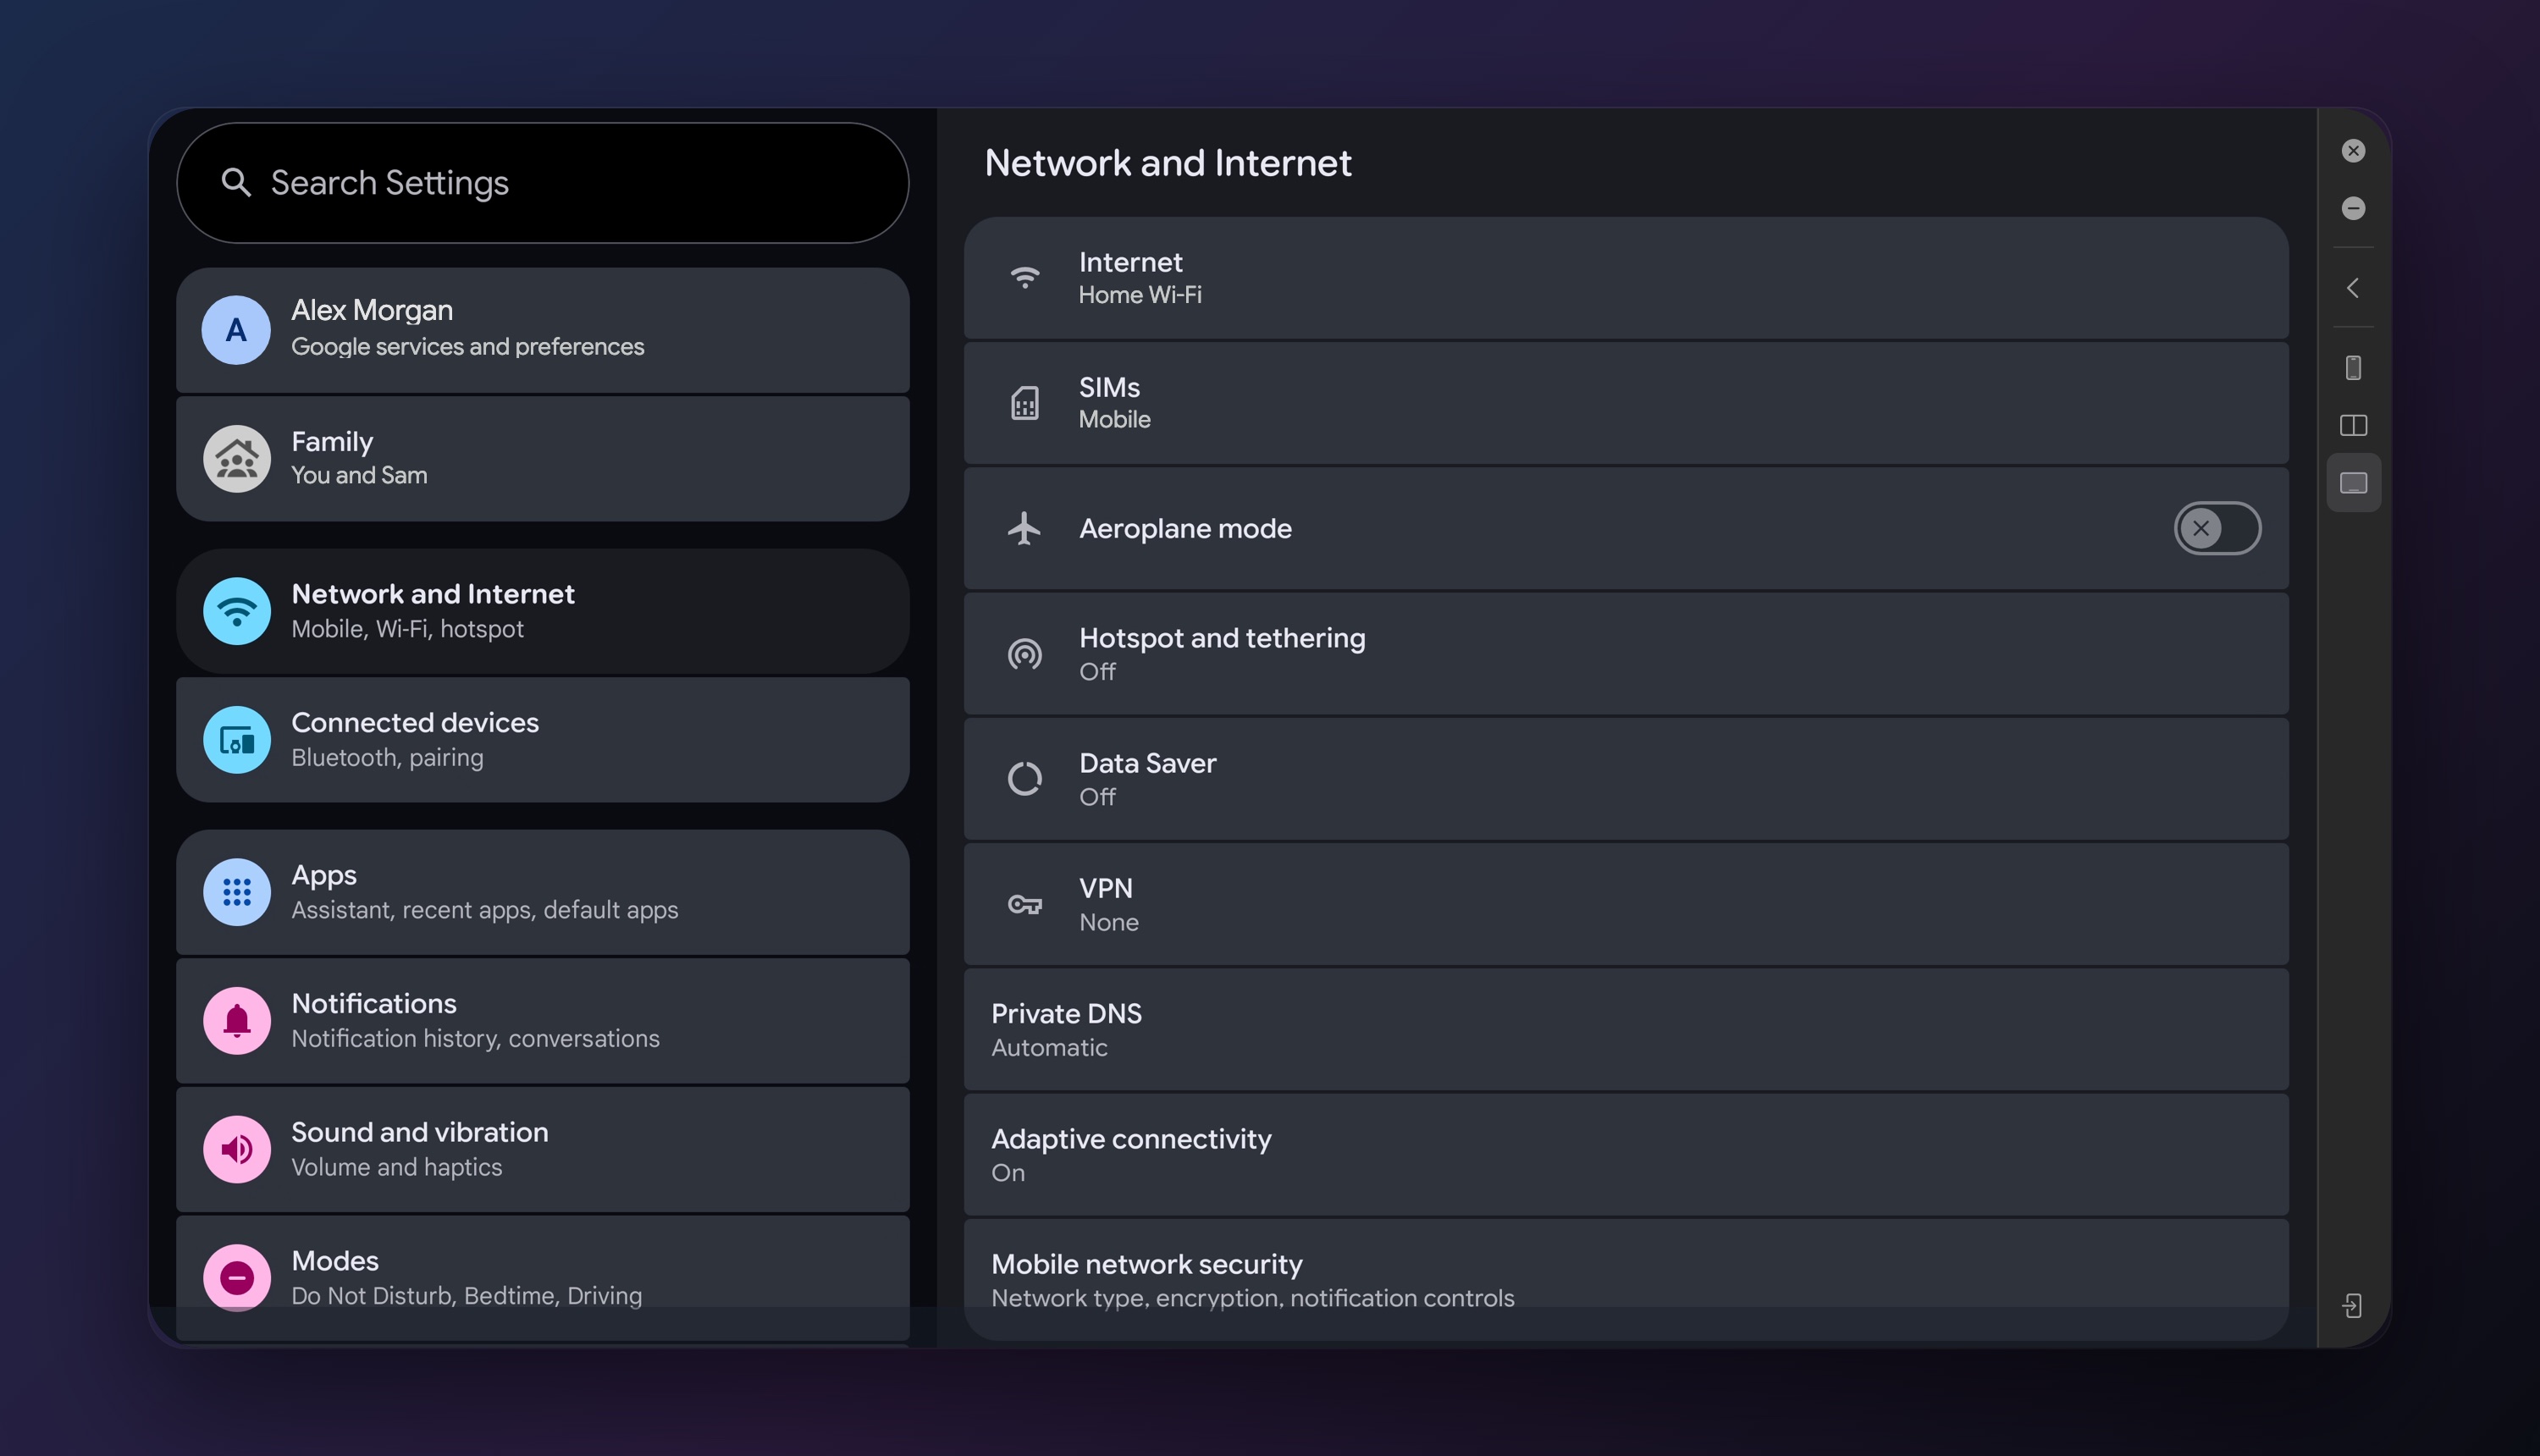 Search Settings
A
Alex Morgan
Google services and preferences
Family
You and Sam
Network and Internet
Mobile, Wi-Fi, hotspot
Connected devices
Bluetooth, pairing
Apps
Assistant, recent apps, default apps
Notifications
Notification history, conversations
Sound and vibration
Volume and haptics
Modes
Do Not Disturb, Bedtime, Driving
Network and Internet
Internet
Home Wi-Fi
SIMs
Mobile
Aeroplane mode
Hotspot and tethering
Off
Data Saver
Off
VPN
None
Private DNS
Automatic
Adaptive connectivity
On
Mobile network security
Network type, encryption, notification controls